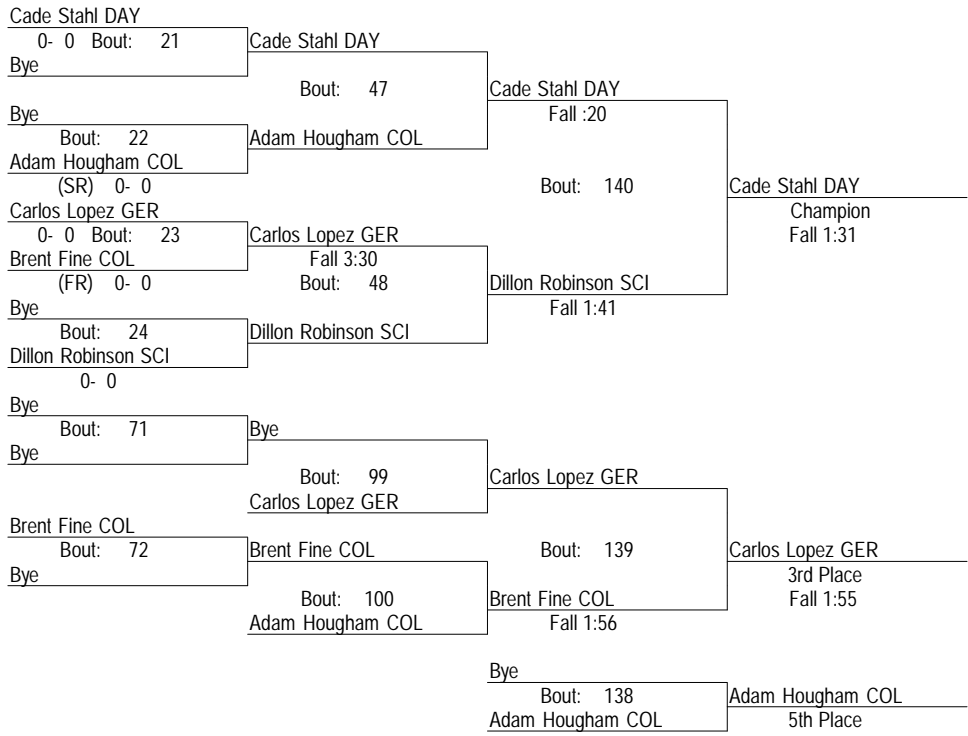 Cade Stahl DAY
0- 0 Bout: 21
Cade Stahl DAY
Bye
Bout: 47
Cade Stahl DAY
Bye
Fall :20
Bout: 22
Adam Hougham COL
Adam Hougham COL
(SR) 0- 0
Bout: 140
Cade Stahl DAY
Carlos Lopez GER
Champion
0- 0 Bout: 23
Carlos Lopez GER
Fall 1:31
Brent Fine COL
Fall 3:30
(FR) 0- 0
Bout: 48
Dillon Robinson SCI
Bye
Fall 1:41
Bout: 24
Dillon Robinson SCI
Dillon Robinson SCI
0- 0
Bye
Bout: 71
Bye
Bye
Bout: 99
Carlos Lopez GER
Carlos Lopez GER
Brent Fine COL
Bout: 72
Brent Fine COL
Bout: 139
Carlos Lopez GER
Bye
3rd Place
Bout: 100
Brent Fine COL
Fall 1:55
Adam Hougham COL
Fall 1:56
Bye
Bout: 138
Adam Hougham COL
Adam Hougham COL
5th Place